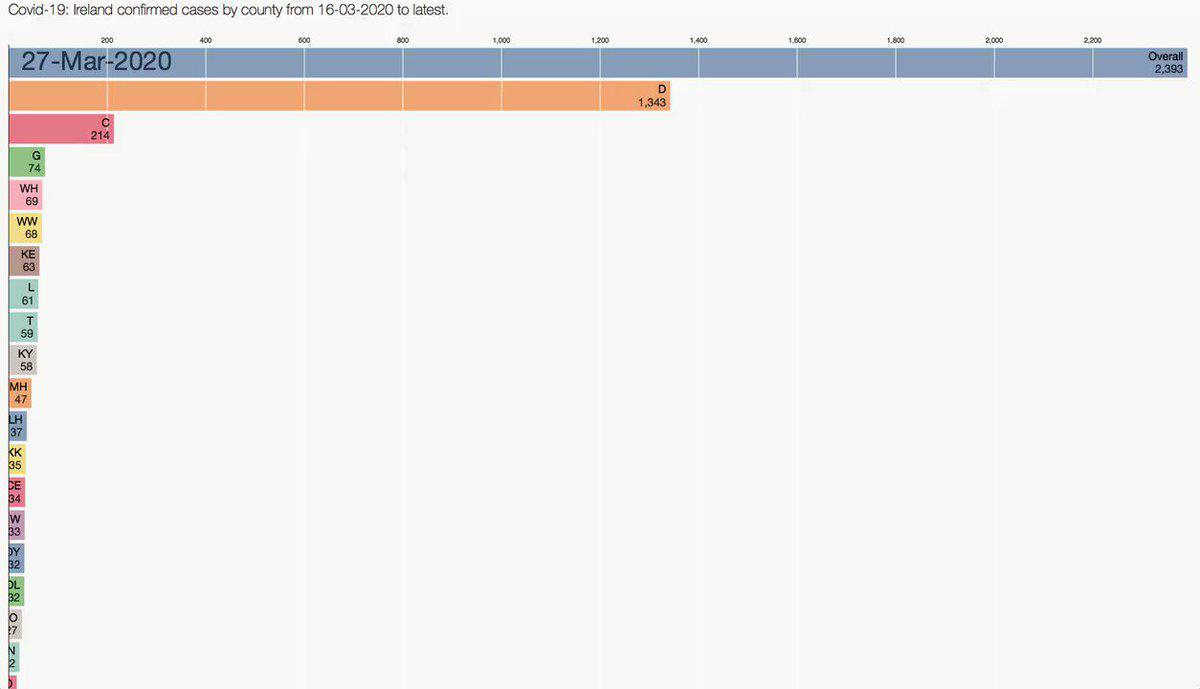 Covid-19: Ireland confirmed cases by county from 16-03-2020 to latest.
200 400 600 800 1,000 1,200 1,400 1,600 1,800 2,000 2,200
27-Mar-2020
Overall
2,393
D
1,343
C
214
G
74
WH
69
WW
68
KE
63
L
61
T
59
KY
58
MH
47
LH
37
KK
35
CE
34
W
33
DY
32
DL
32
O
27
N
2